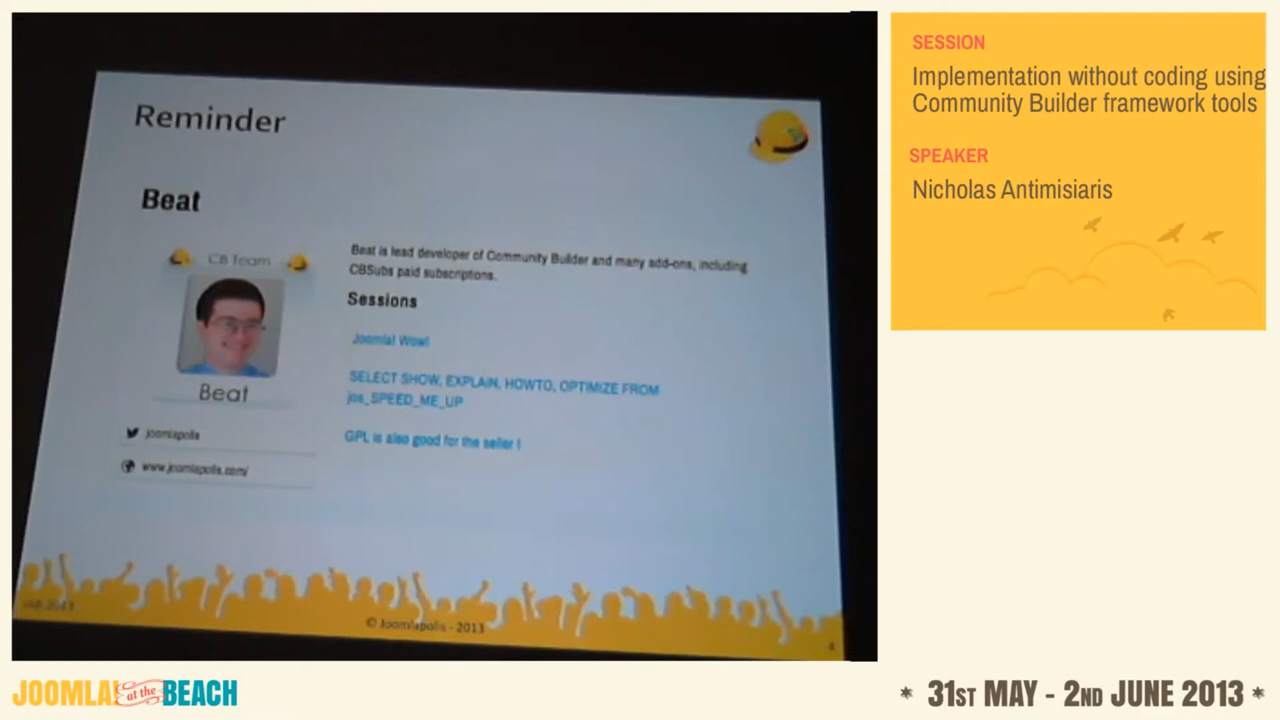 Reminder
Beat
CB Team
Beat
joomlapolis
www.joomlapolis.com/
Beat is lead developer of Community Builder and many add-ons, including
CBSubs paid subscriptions.
Sessions
Joomla! Wow!
SELECT SHOW, EXPLAIN, HOWTO, OPTIMIZE FROM
jos_SPEED_ME_UP
GPL is also good for the seller !
JAB 2013
© Joomlapolis - 2013
4
SESSION
Implementation without coding using
Community Builder framework tools
SPEAKER
Nicholas Antimisiaris
JOOMLA! at the BEACH
* 31ST MAY - 2ND JUNE 2013 *